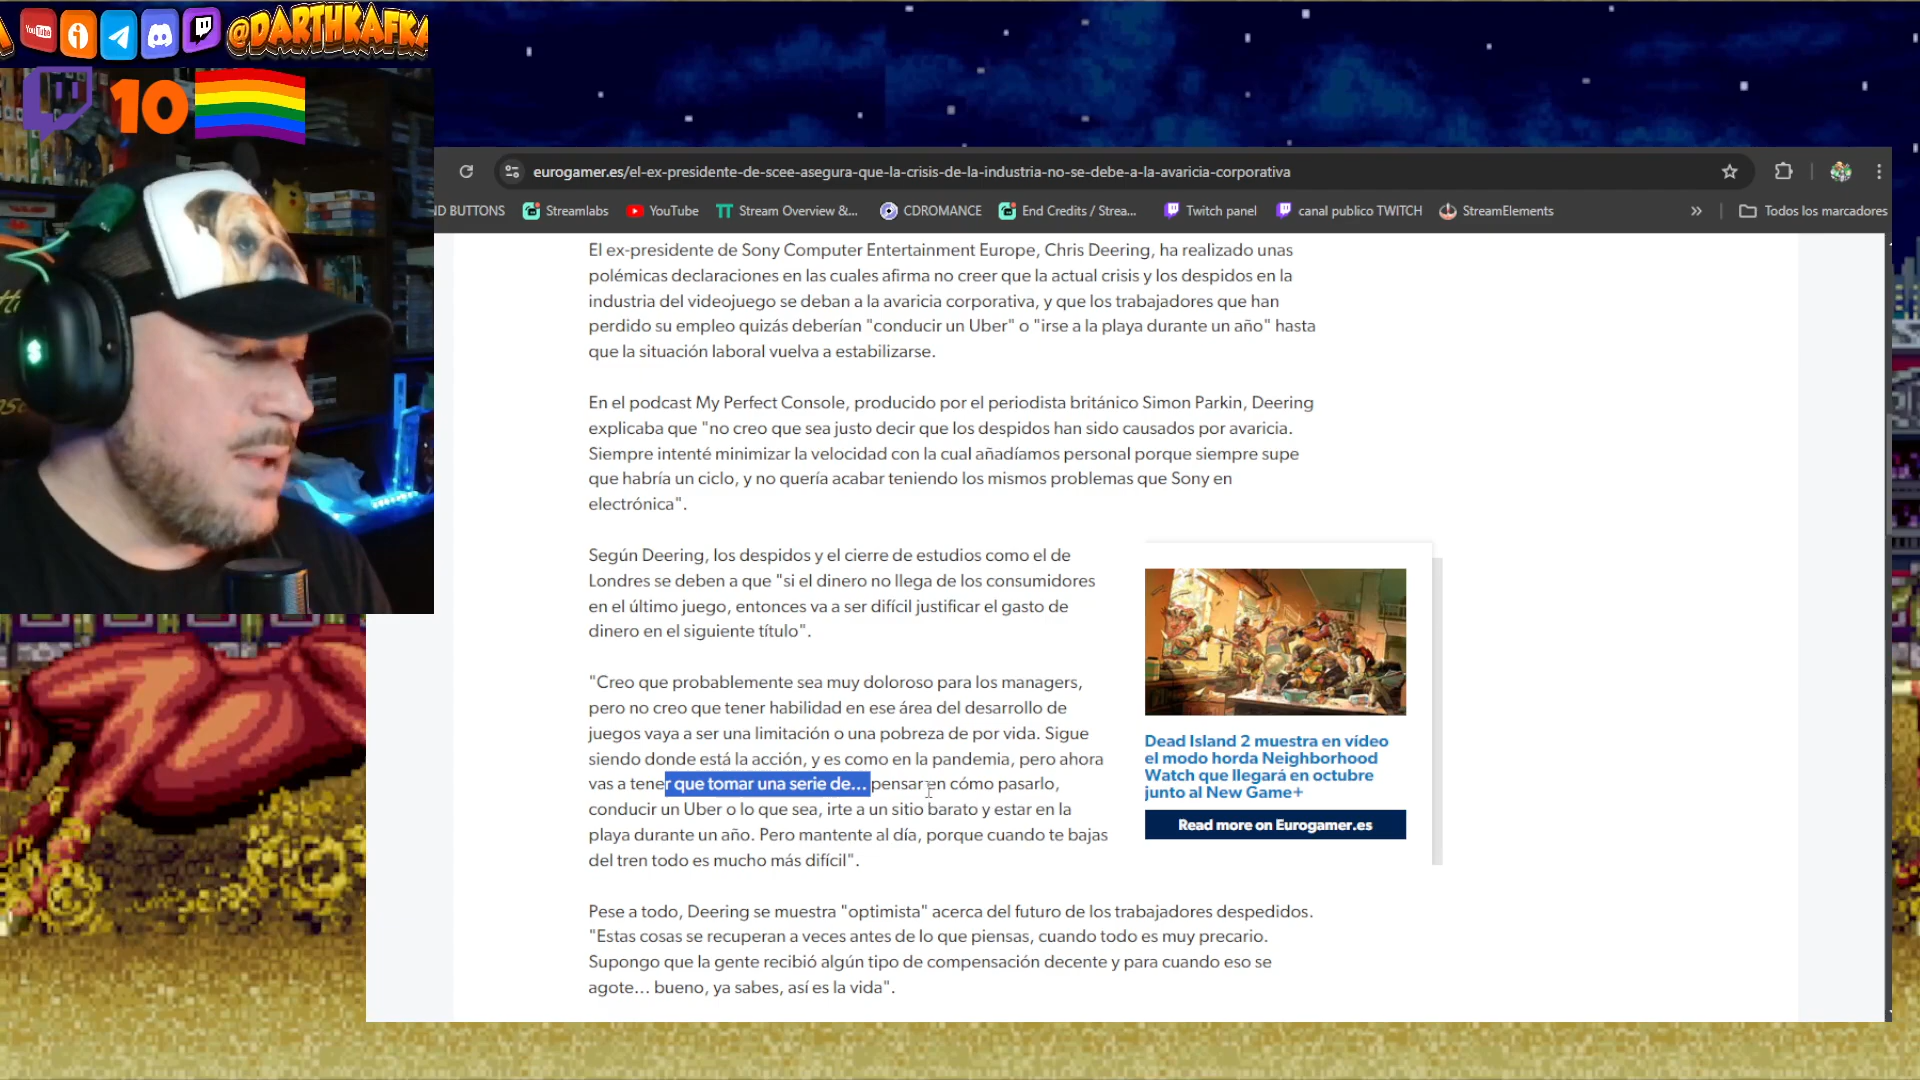 YouTube
@DARTHKAFKA
10
eurogamer.es/el-ex-presidente-de-scee-asegura-que-la-crisis-de-la-industria-no-se-debe-a-la-avaricia-corporativa
ND BUTTONS Streamlabs YouTube Stream Overview &... CDROMANCE End Credits / Strea... Twitch panel canal publico TWITCH StreamElements » Todos los marcadores
El ex-presidente de Sony Computer Entertainment Europe, Chris Deering, ha realizado unas
polémicas declaraciones en las cuales afirma no creer que la actual crisis y los despidos en la
industria del videojuego se deban a la avaricia corporativa, y que los trabajadores que han
perdido su empleo quizás deberían "conducir un Uber" o "irse a la playa durante un año" hasta
que la situación laboral vuelva a estabilizarse.
En el podcast My Perfect Console, producido por el periodista británico Simon Parkin, Deering
explicaba que "no creo que sea justo decir que los despidos han sido causados por avaricia.
Siempre intenté minimizar la velocidad con la cual añadíamos personal porque siempre supe
que habría un ciclo, y no quería acabar teniendo los mismos problemas que Sony en
electrónica".
Según Deering, los despidos y el cierre de estudios como el de
Londres se deben a que "si el dinero no llega de los consumidores
en el último juego, entonces va a ser difícil justificar el gasto de
dinero en el siguiente título".
"Creo que probablemente sea muy doloroso para los managers,
pero no creo que tener habilidad en ese área del desarrollo de
juegos vaya a ser una limitación o una pobreza de por vida. Sigue
siendo donde está la acción, y es como en la pandemia, pero ahora
vas a tener que tomar una serie de... pensar en cómo pasarlo,
conducir un Uber o lo que sea, irte a un sitio barato y estar en la
playa durante un año. Pero mantente al día, porque cuando te bajas
del tren todo es mucho más difícil".
Dead Island 2 muestra en vídeo
el modo horda Neighborhood
Watch que llegará en octubre
junto al New Game+
Read more on Eurogamer.es
Pese a todo, Deering se muestra "optimista" acerca del futuro de los trabajadores despedidos.
"Estas cosas se recuperan a veces antes de lo que piensas, cuando todo es muy precario.
Supongo que la gente recibió algún tipo de compensación decente y para cuando eso se
agote... bueno, ya sabes, así es la vida".